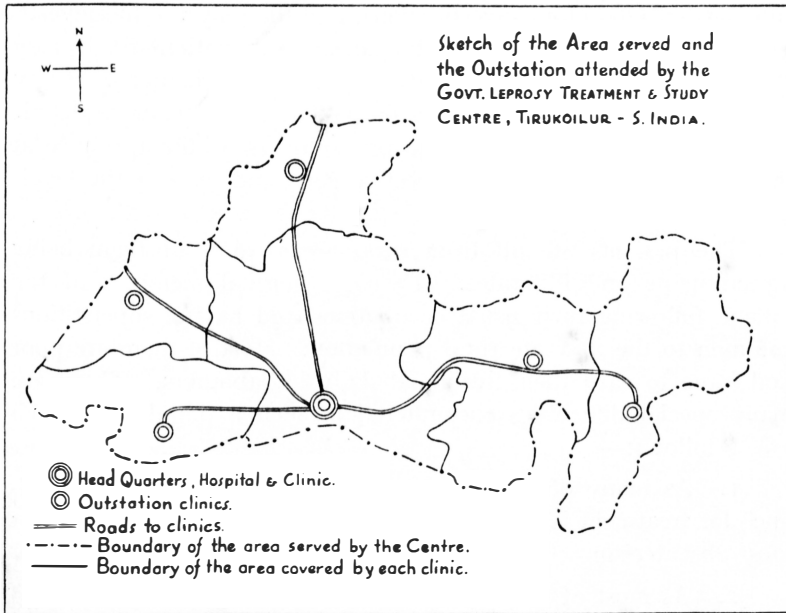 N
W E
S
Sketch of the Area served and
the Outstation attended by the
GOVT. LEPROSY TREATMENT & STUDY
CENTRE, TIRUKOILUR - S. INDIA.
Head Quarters, Hospital & Clinic.
Outstation clinics.
Roads to clinics.
Boundary of the area served by the Centre.
Boundary of the area covered by each clinic.